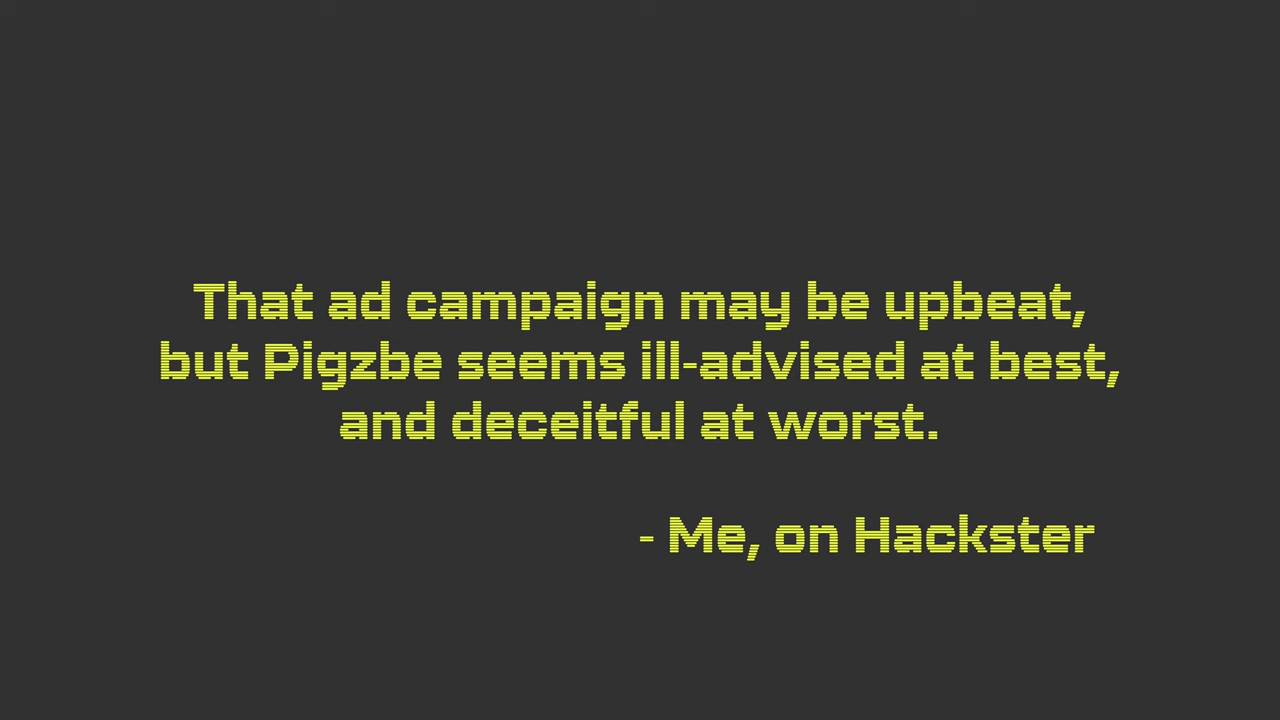 That ad campaign may be upbeat,
but Pigzbe seems ill-advised at best,
and deceitful at worst.
- Me, on Hackster